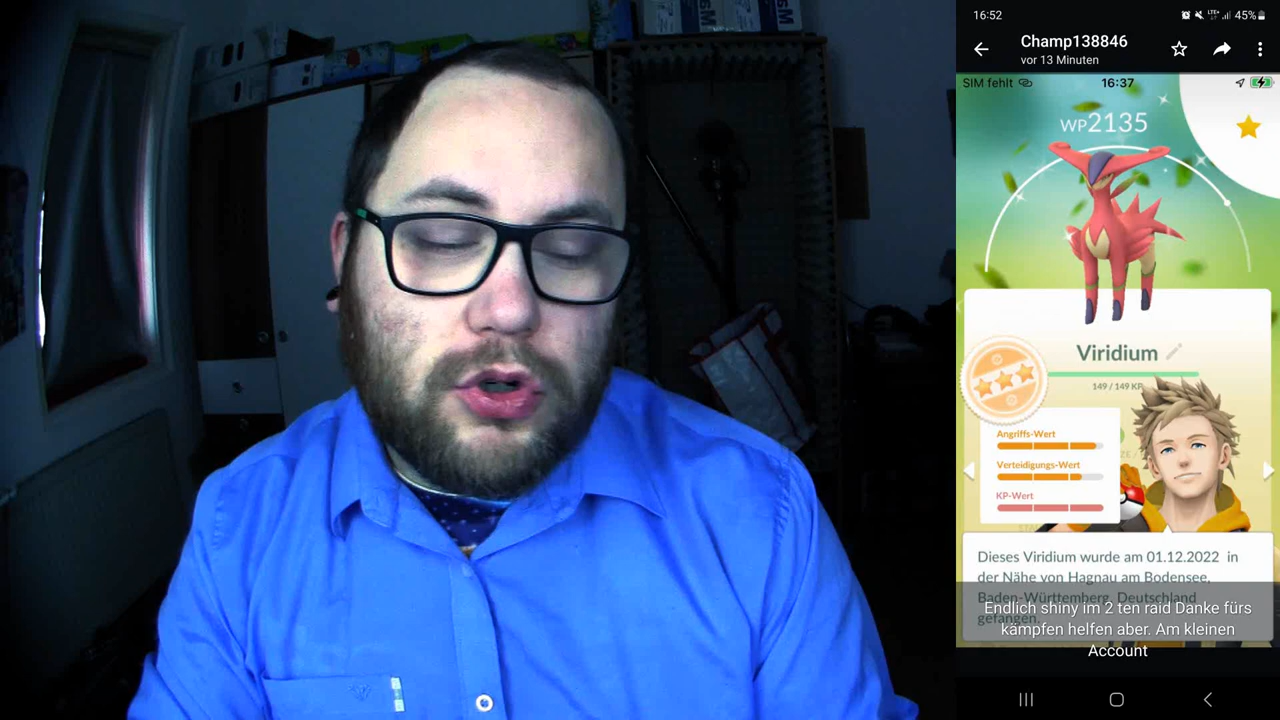 Ma
M
16:52
LTE+
45%
Champ138846
vor 13 Minuten
SIM fehlt
16:37
WP2135
Viridium
149 / 149 KP
Angriffs-Wert
Verteidigungs-Wert
KP-Wert
Dieses Viridium wurde am 01.12.2022 in
der Nähe von Hagnau am Bodensee,
Baden-Württemberg, Deutschland
gefangen.
Endlich shiny im 2 ten raid Danke fürs
kämpfen helfen aber. Am kleinen
Account